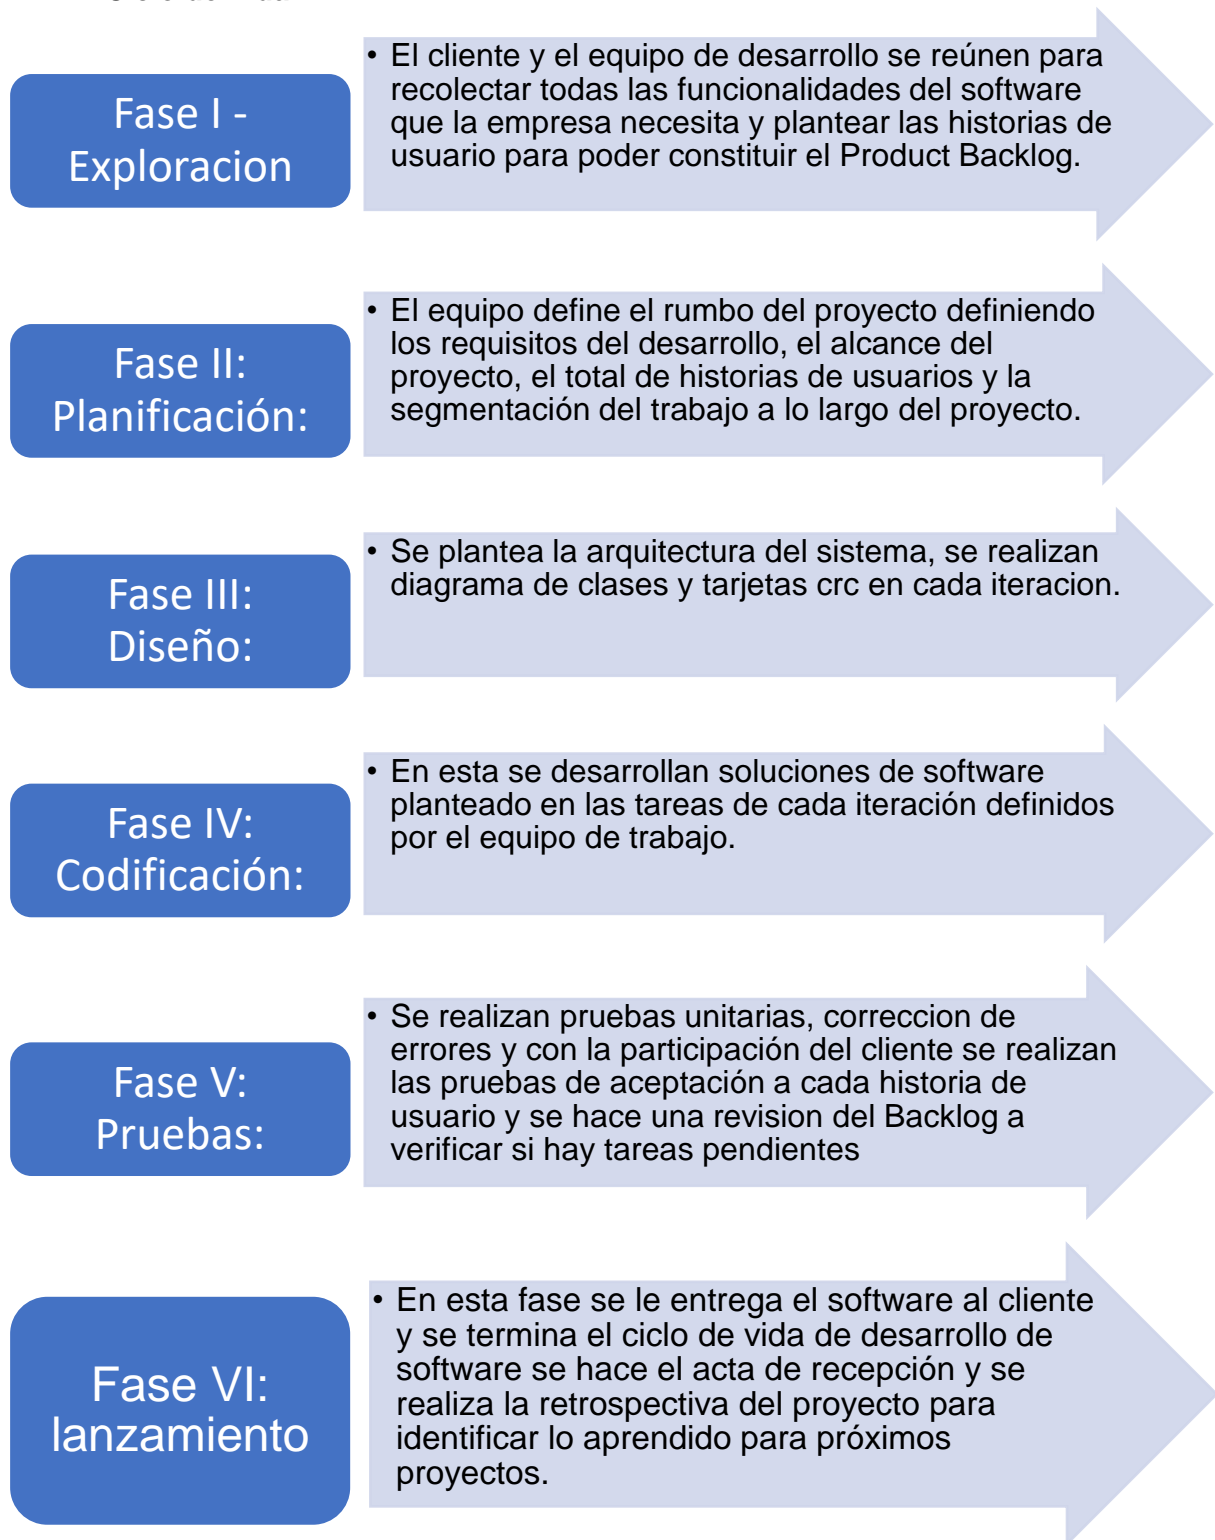 Fase I -
Exploracion
• El cliente y el equipo de desarrollo se reúnen para
recolectar todas las funcionalidades del software
que la empresa necesita y plantear las historias de
usuario para poder constituir el Product Backlog.
Fase II:
Planificación:
• El equipo define el rumbo del proyecto definiendo
los requisitos del desarrollo, el alcance del
proyecto, el total de historias de usuarios y la
segmentación del trabajo a lo largo del proyecto.
Fase III:
Diseño:
• Se plantea la arquitectura del sistema, se realizan
diagrama de clases y tarjetas crc en cada iteracion.
Fase IV:
Codificación:
• En esta se desarrollan soluciones de software
planteado en las tareas de cada iteración definidos
por el equipo de trabajo.
Fase V:
Pruebas:
• Se realizan pruebas unitarias, correccion de
errores y con la participación del cliente se realizan
las pruebas de aceptación a cada historia de
usuario y se hace una revision del Backlog a
verificar si hay tareas pendientes
Fase VI:
lanzamiento
• En esta fase se le entrega el software al cliente
y se termina el ciclo de vida de desarrollo de
software se hace el acta de recepción y se
realiza la retrospectiva del proyecto para
identificar lo aprendido para próximos
proyectos.